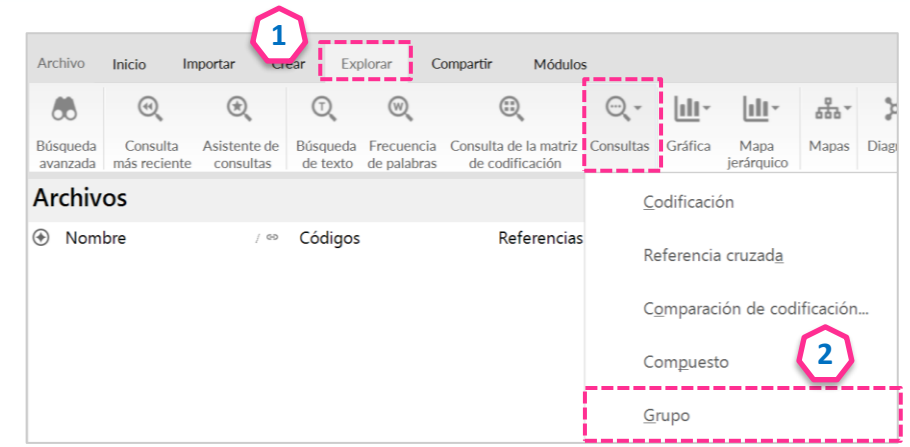 1
Archivo Inicio Importar Crear Explorar Compartir Módulos
Búsqueda avanzada
Consulta más reciente
Asistente de consultas
Búsqueda de texto
Frecuencia de palabras
Consulta de la matriz de codificación
Consultas
Gráfica
Mapa jerárquico
Mapas
Diagr
Archivos
Nombre / Códigos Referencias
Codificación
Referencia cruzada
Comparación de codificación...
Compuesto
2
Grupo